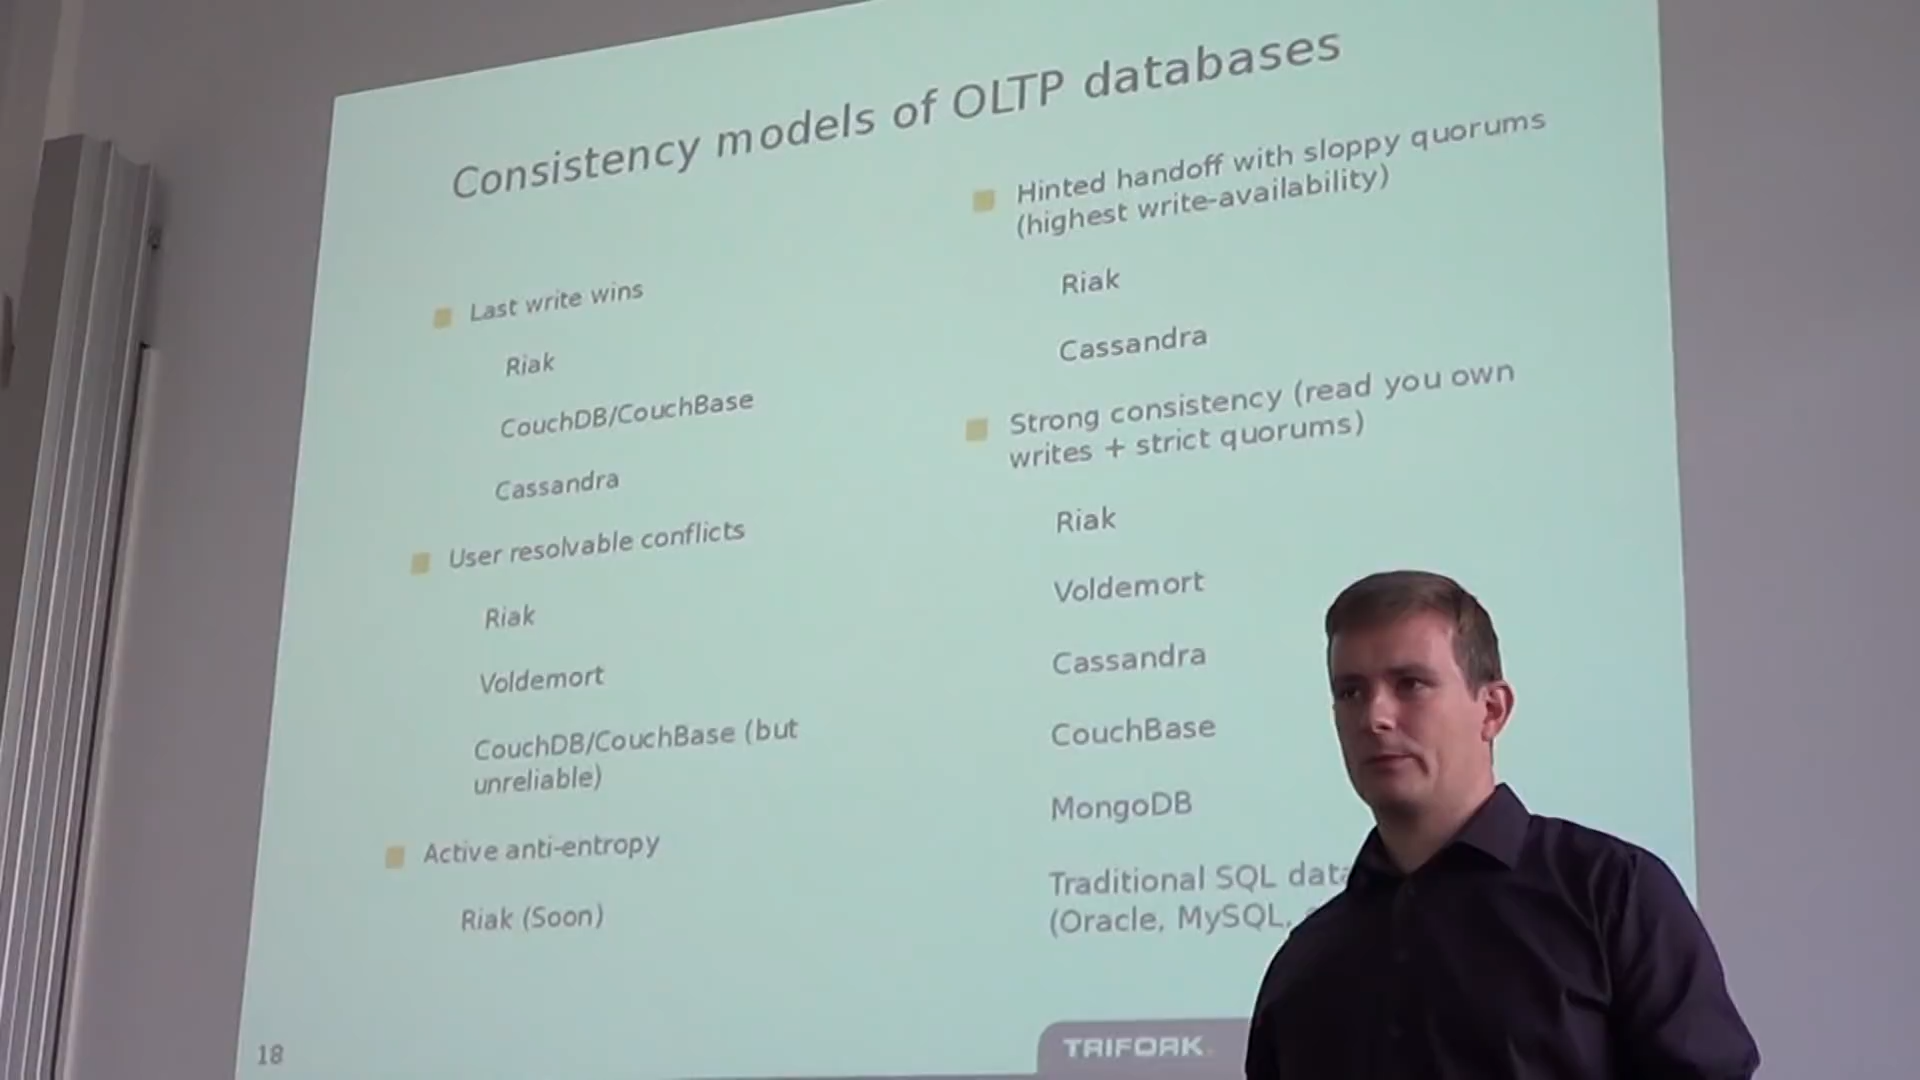 Consistency models of OLTP databases
Last write wins
Riak
CouchDB/CouchBase
Cassandra
User resolvable conflicts
Riak
Voldemort
CouchDB/CouchBase (but
unreliable)
Active anti-entropy
Riak (Soon)
Hinted handoff with sloppy quorums
(highest write-availability)
Riak
Cassandra
Strong consistency (read you own
writes + strict quorums)
Riak
Voldemort
Cassandra
CouchBase
MongoDB
Traditional SQL
(Oracle, MySQL,
18
TRIFORK.